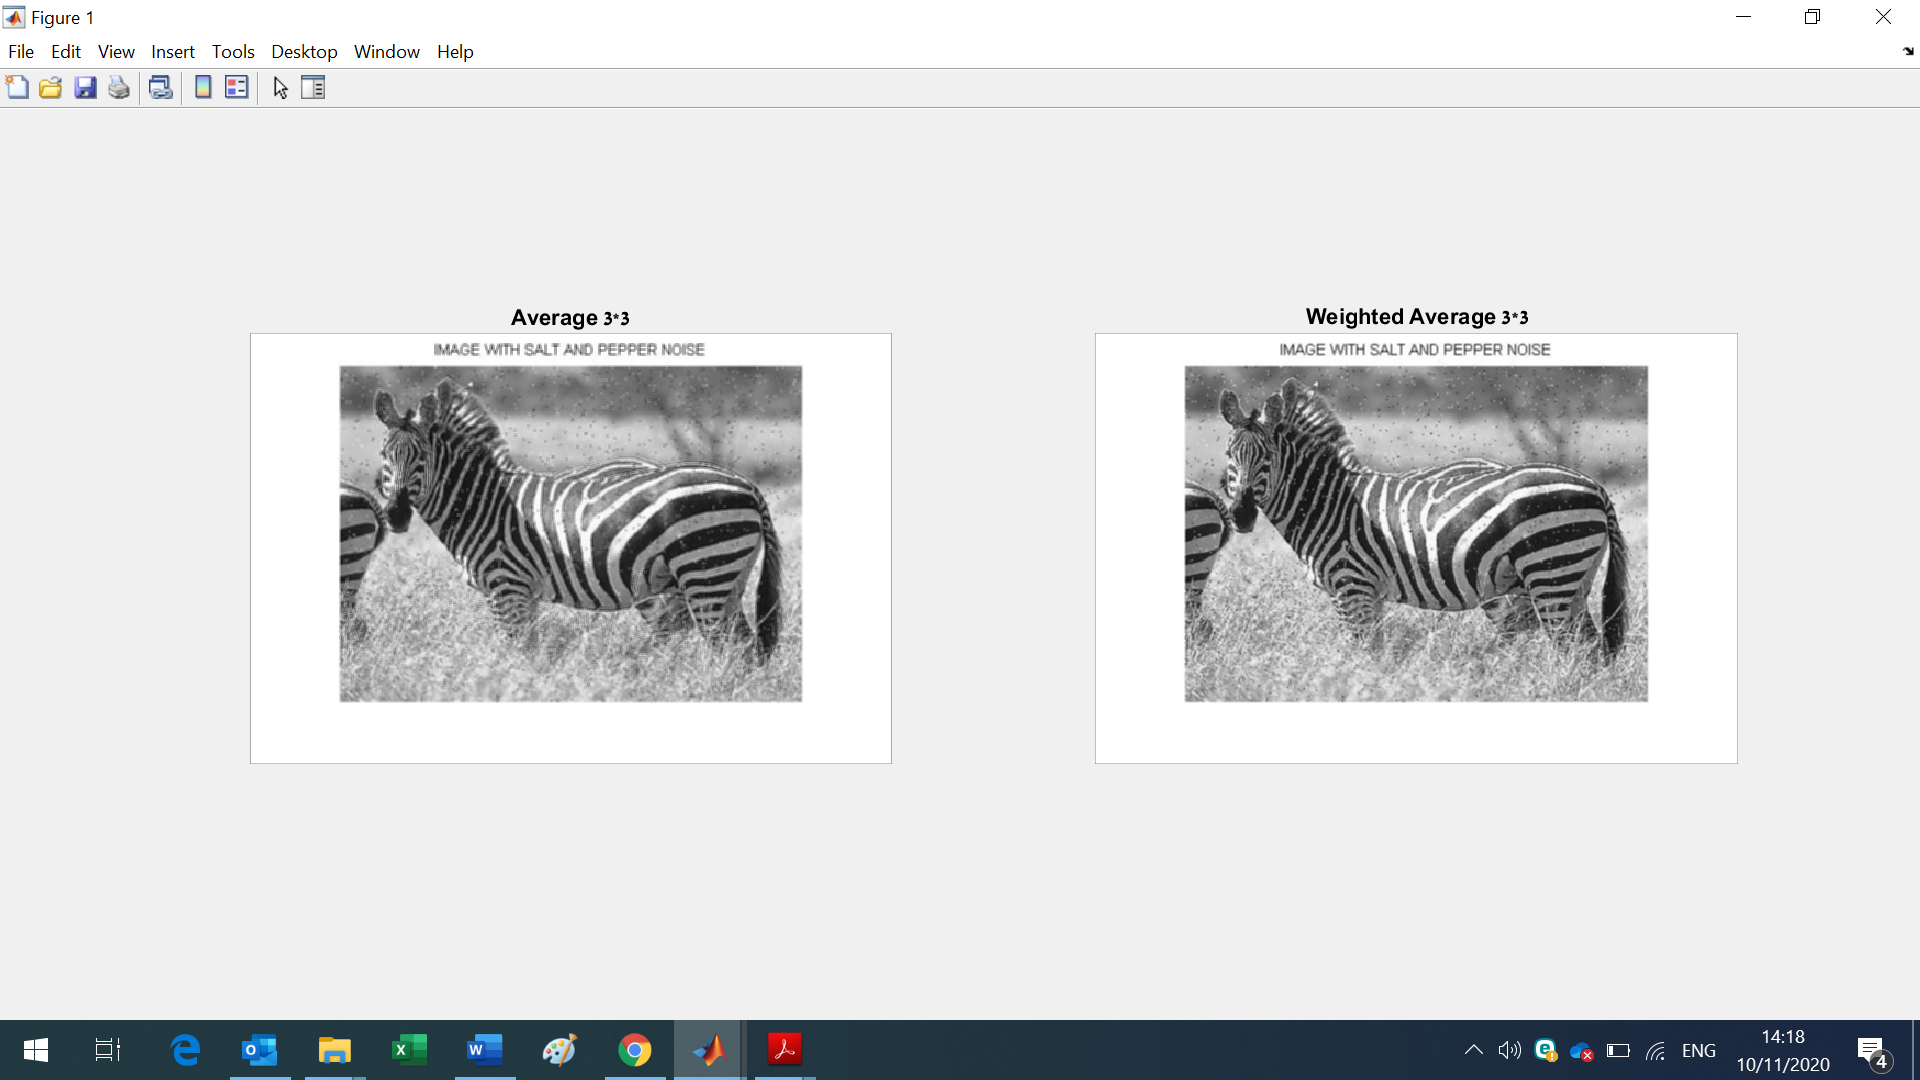 Figure 1
File Edit View Insert Tools Desktop Window Help
Average 3*3
IMAGE WITH SALT AND PEPPER NOISE
Weighted Average 3*3
IMAGE WITH SALT AND PEPPER NOISE
ENG
14:18
10/11/2020
4